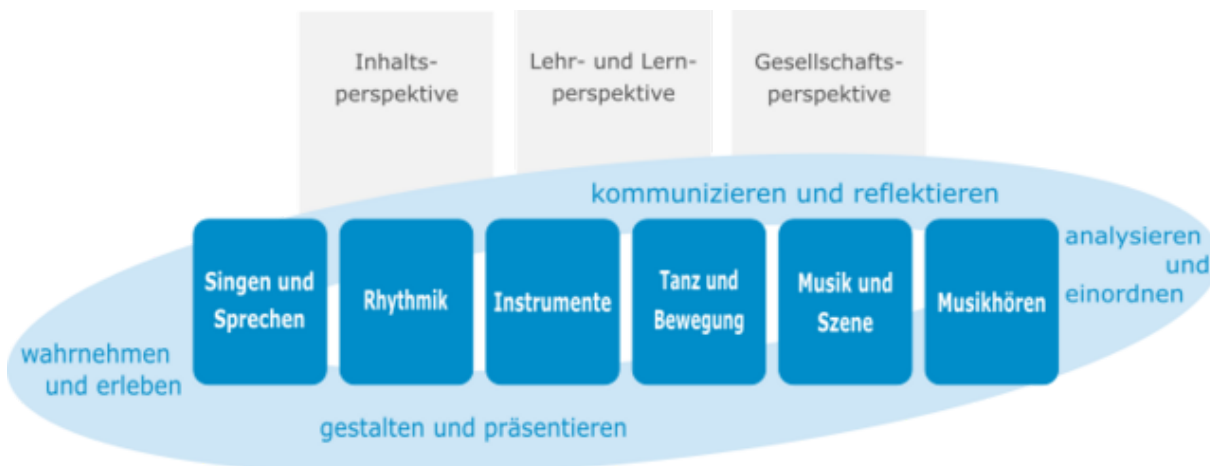 Inhalts-
perspektive
Lehr- und Lern-
perspektive
Gesellschafts-
perspektive
kommunizieren und reflektieren
Singen und
Sprechen
Rhythmik
Instrumente
Tanz und
Bewegung
Musik und
Szene
Musikhören
analysieren
und
einordnen
wahrnehmen
und erleben
gestalten und präsentieren